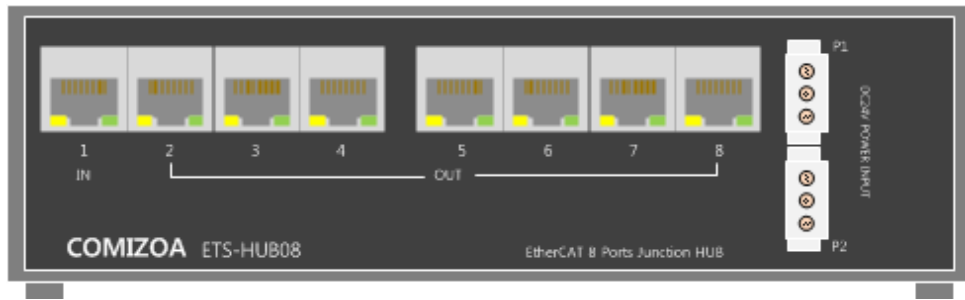 P1
1 2 3 4 5 6 7 8
IN OUT
DC24V POWER INPUT
COMIZOA ETS-HUB08
EtherCAT 8 Ports Junction HUB
P2